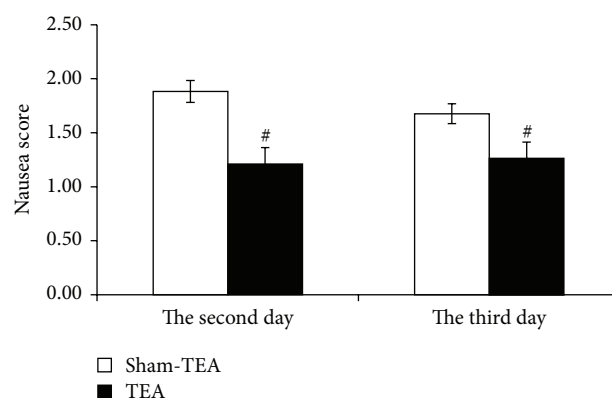 2.50
2.00
1.50
1.00
0.50
0.00
Nausea score
#
#
The second day
The third day
Sham-TEA
TEA